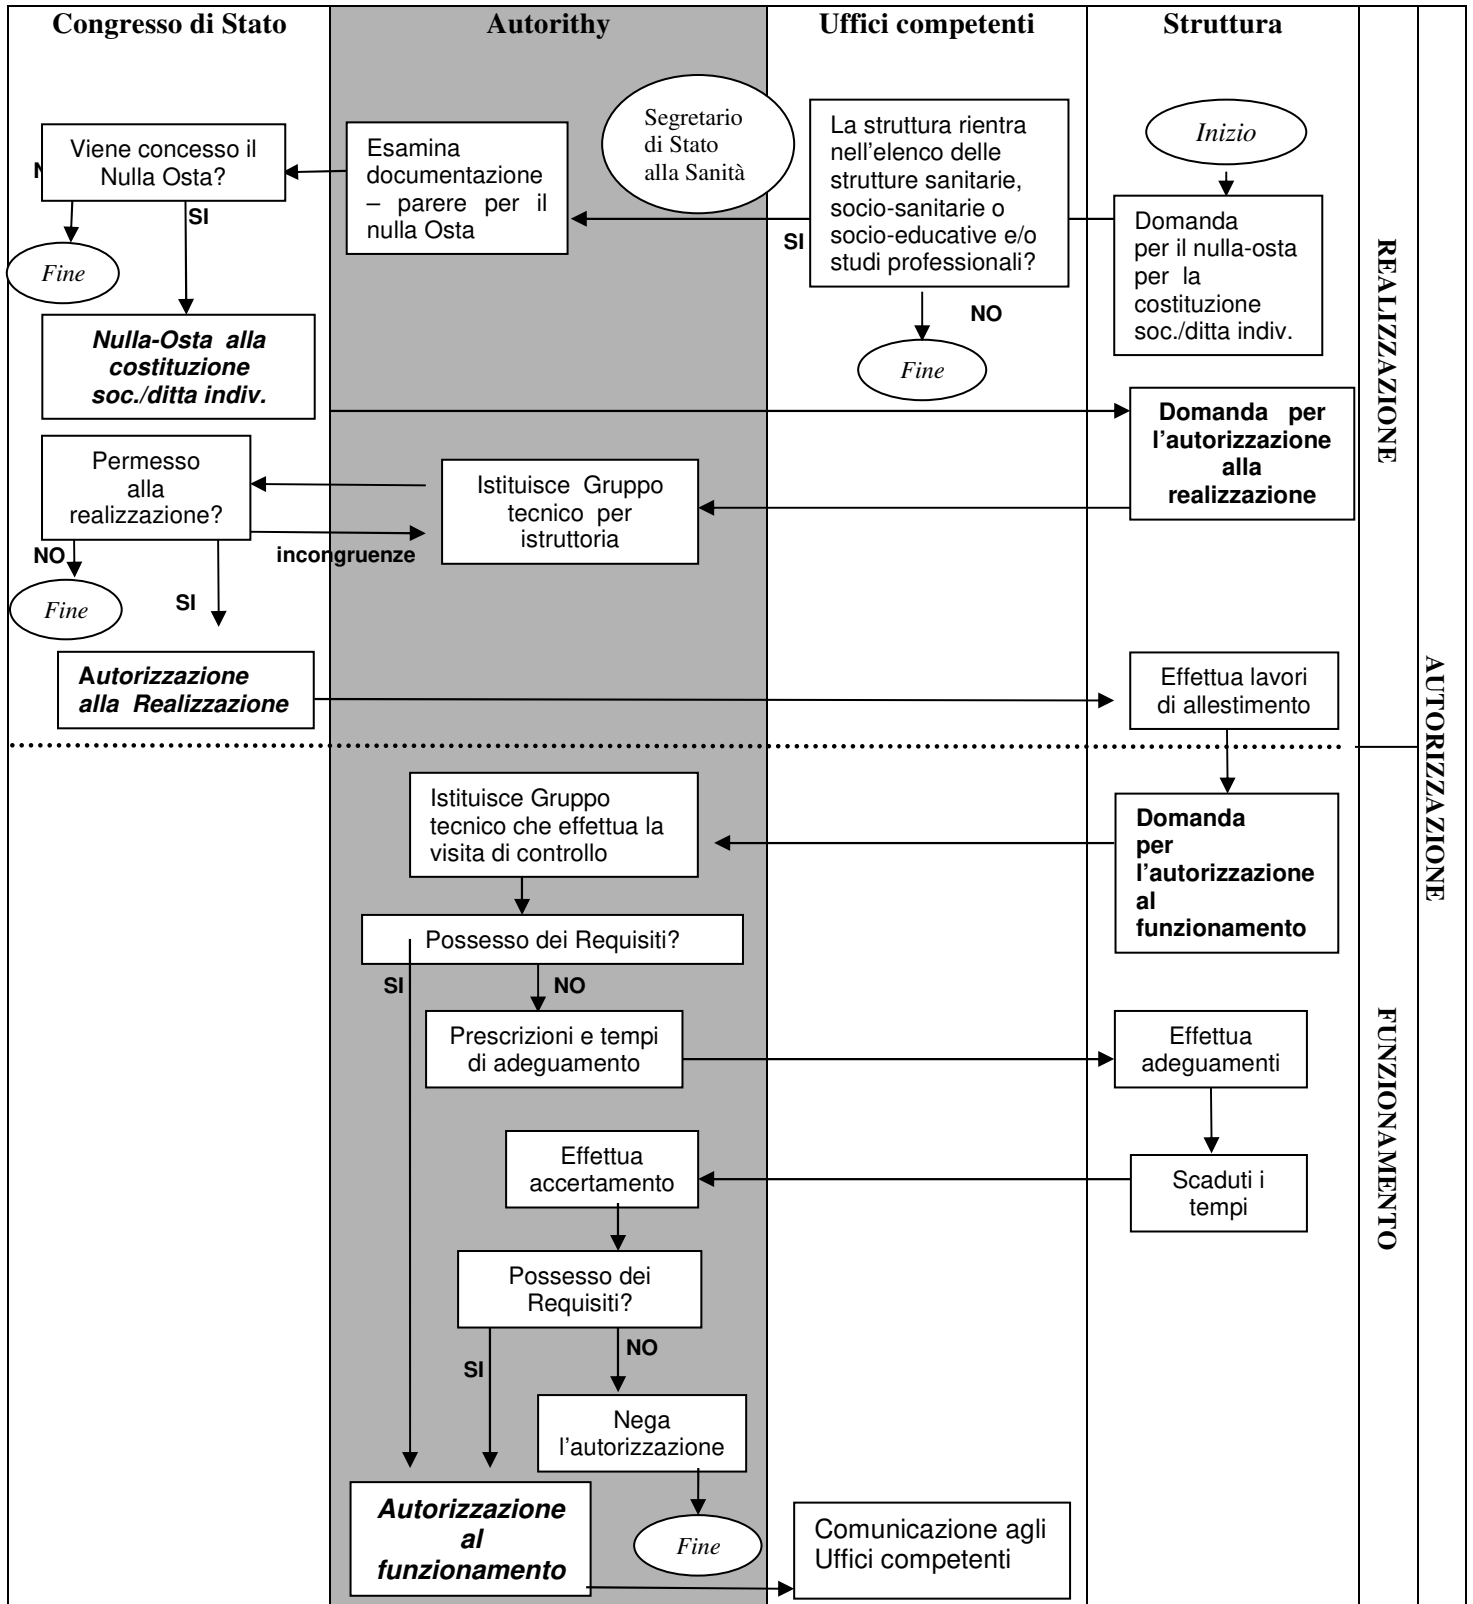 Congresso di Stato
Autorithy
Uffici competenti
Struttura
Inizio
Domanda
per il nulla-osta
per la
costituzione
soc./ditta indiv.
La struttura rientra
nell'elenco delle
strutture sanitarie,
socio-sanitarie o
socio-educative e/o
studi professionali?
SI
NO
Fine
Segretario
di Stato
alla Sanità
Esamina
documentazione
– parere per il
nulla Osta
Viene concesso il
Nulla Osta?
SI
Fine
Nulla-Osta alla
costituzione
soc./ditta indiv.
Domanda per
l'autorizzazione
alla
realizzazione
Istituisce Gruppo
tecnico per
istruttoria
Permesso
alla
realizzazione?
incongruenze
NO
SI
Fine
Autorizzazione
alla Realizzazione
Effettua lavori
di allestimento
REALIZZAZIONE
AUTORIZZAZIONE
Domanda
per
l'autorizzazione
al
funzionamento
Istituisce Gruppo
tecnico che effettua la
visita di controllo
Possesso dei Requisiti?
SI
NO
Prescrizioni e tempi
di adeguamento
Effettua
adeguamenti
Scaduti i
tempi
Effettua
accertamento
Possesso dei
Requisiti?
SI
NO
Nega
l'autorizzazione
Fine
Autorizzazione
al
funzionamento
Comunicazione agli
Uffici competenti
FUNZIONAMENTO